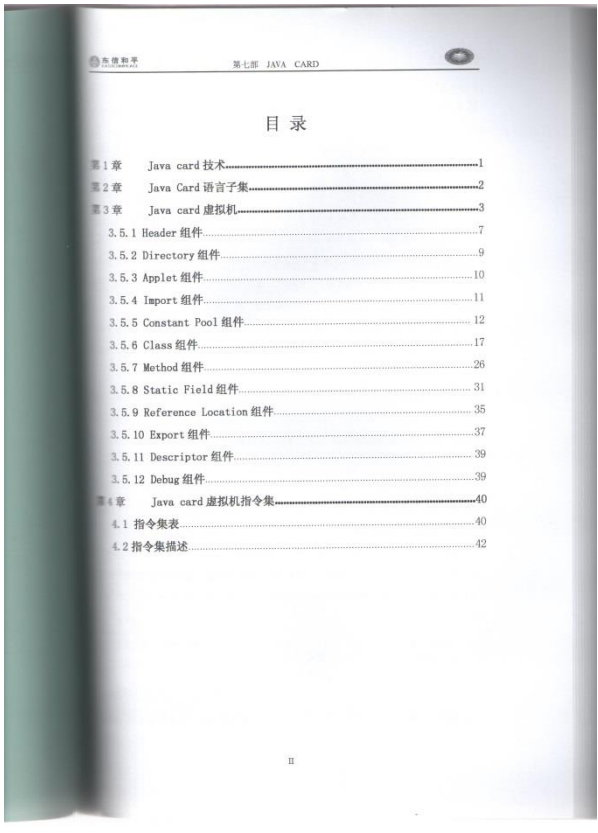 东信和平
第七部 JAVA CARD
目 录
第1章 Java card 技术 1
第2章 Java Card 语言子集 2
第3章 Java card 虚拟机 3
3.5.1 Header 组件 7
3.5.2 Directory 组件 9
3.5.3 Applet 组件 10
3.5.4 Import 组件 11
3.5.5 Constant Pool 组件 12
3.5.6 Class 组件 17
3.5.7 Method 组件 26
3.5.8 Static Field 组件 31
3.5.9 Reference Location 组件 35
3.5.10 Export 组件 37
3.5.11 Descriptor 组件 39
3.5.12 Debug 组件 39
第4章 Java card 虚拟机指令集 40
4.1 指令集表 40
4.2 指令集描述 42
II